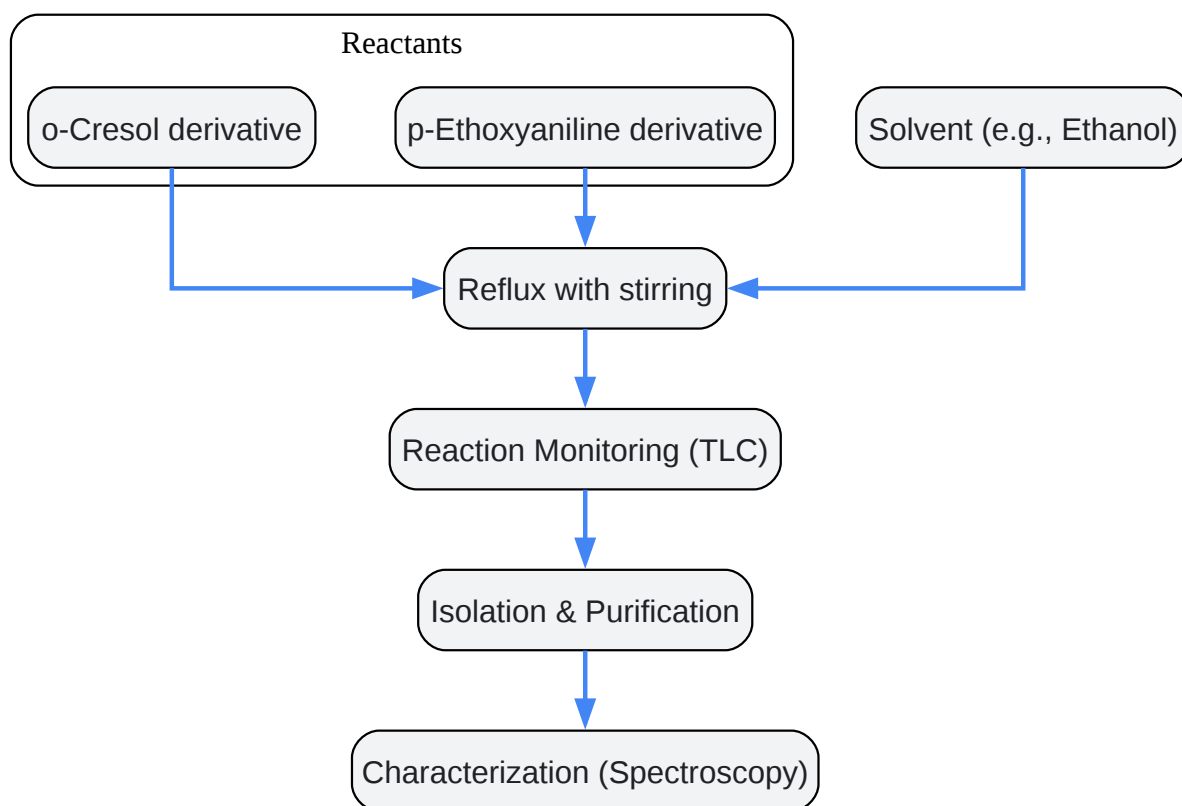 Reactants
o-Cresol derivative
p-Ethoxyaniline derivative
Solvent (e.g., Ethanol)
Reflux with stirring
Reaction Monitoring (TLC)
Isolation & Purification
Characterization (Spectroscopy)